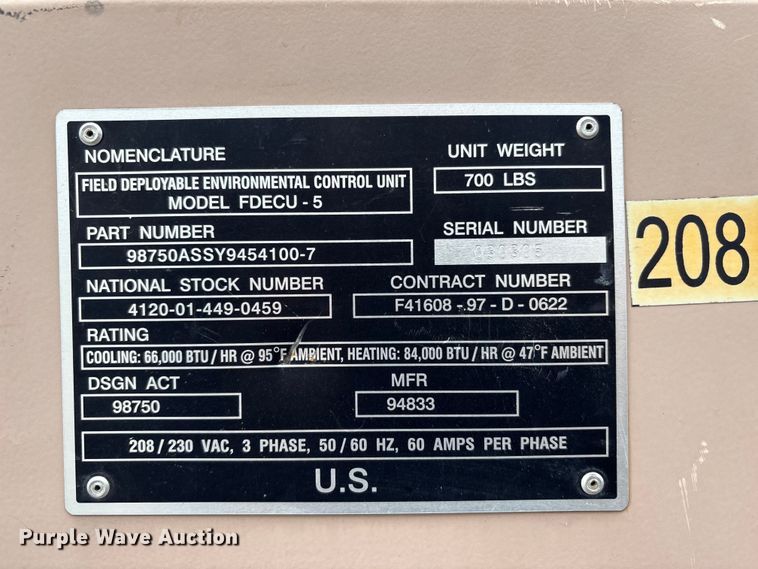 NOMENCLATURE
UNIT WEIGHT
FIELD DEPLOYABLE ENVIRONMENTAL CONTROL UNIT
MODEL FDECU - 5
700 LBS
PART NUMBER
SERIAL NUMBER
98750ASSY9454100-7
208
NATIONAL STOCK NUMBER
CONTRACT NUMBER
4120-01-449-0459
F41608 - 97 - D - 0622
RATING
COOLING: 66,000 BTU / HR @ 95°F AMBIENT, HEATING: 84,000 BTU / HR @ 47°F AMBIENT
DSGN ACT
MFR
98750
94833
208 / 230 VAC, 3 PHASE, 50 / 60 HZ, 60 AMPS PER PHASE
U.S.
Purple Wave Auction